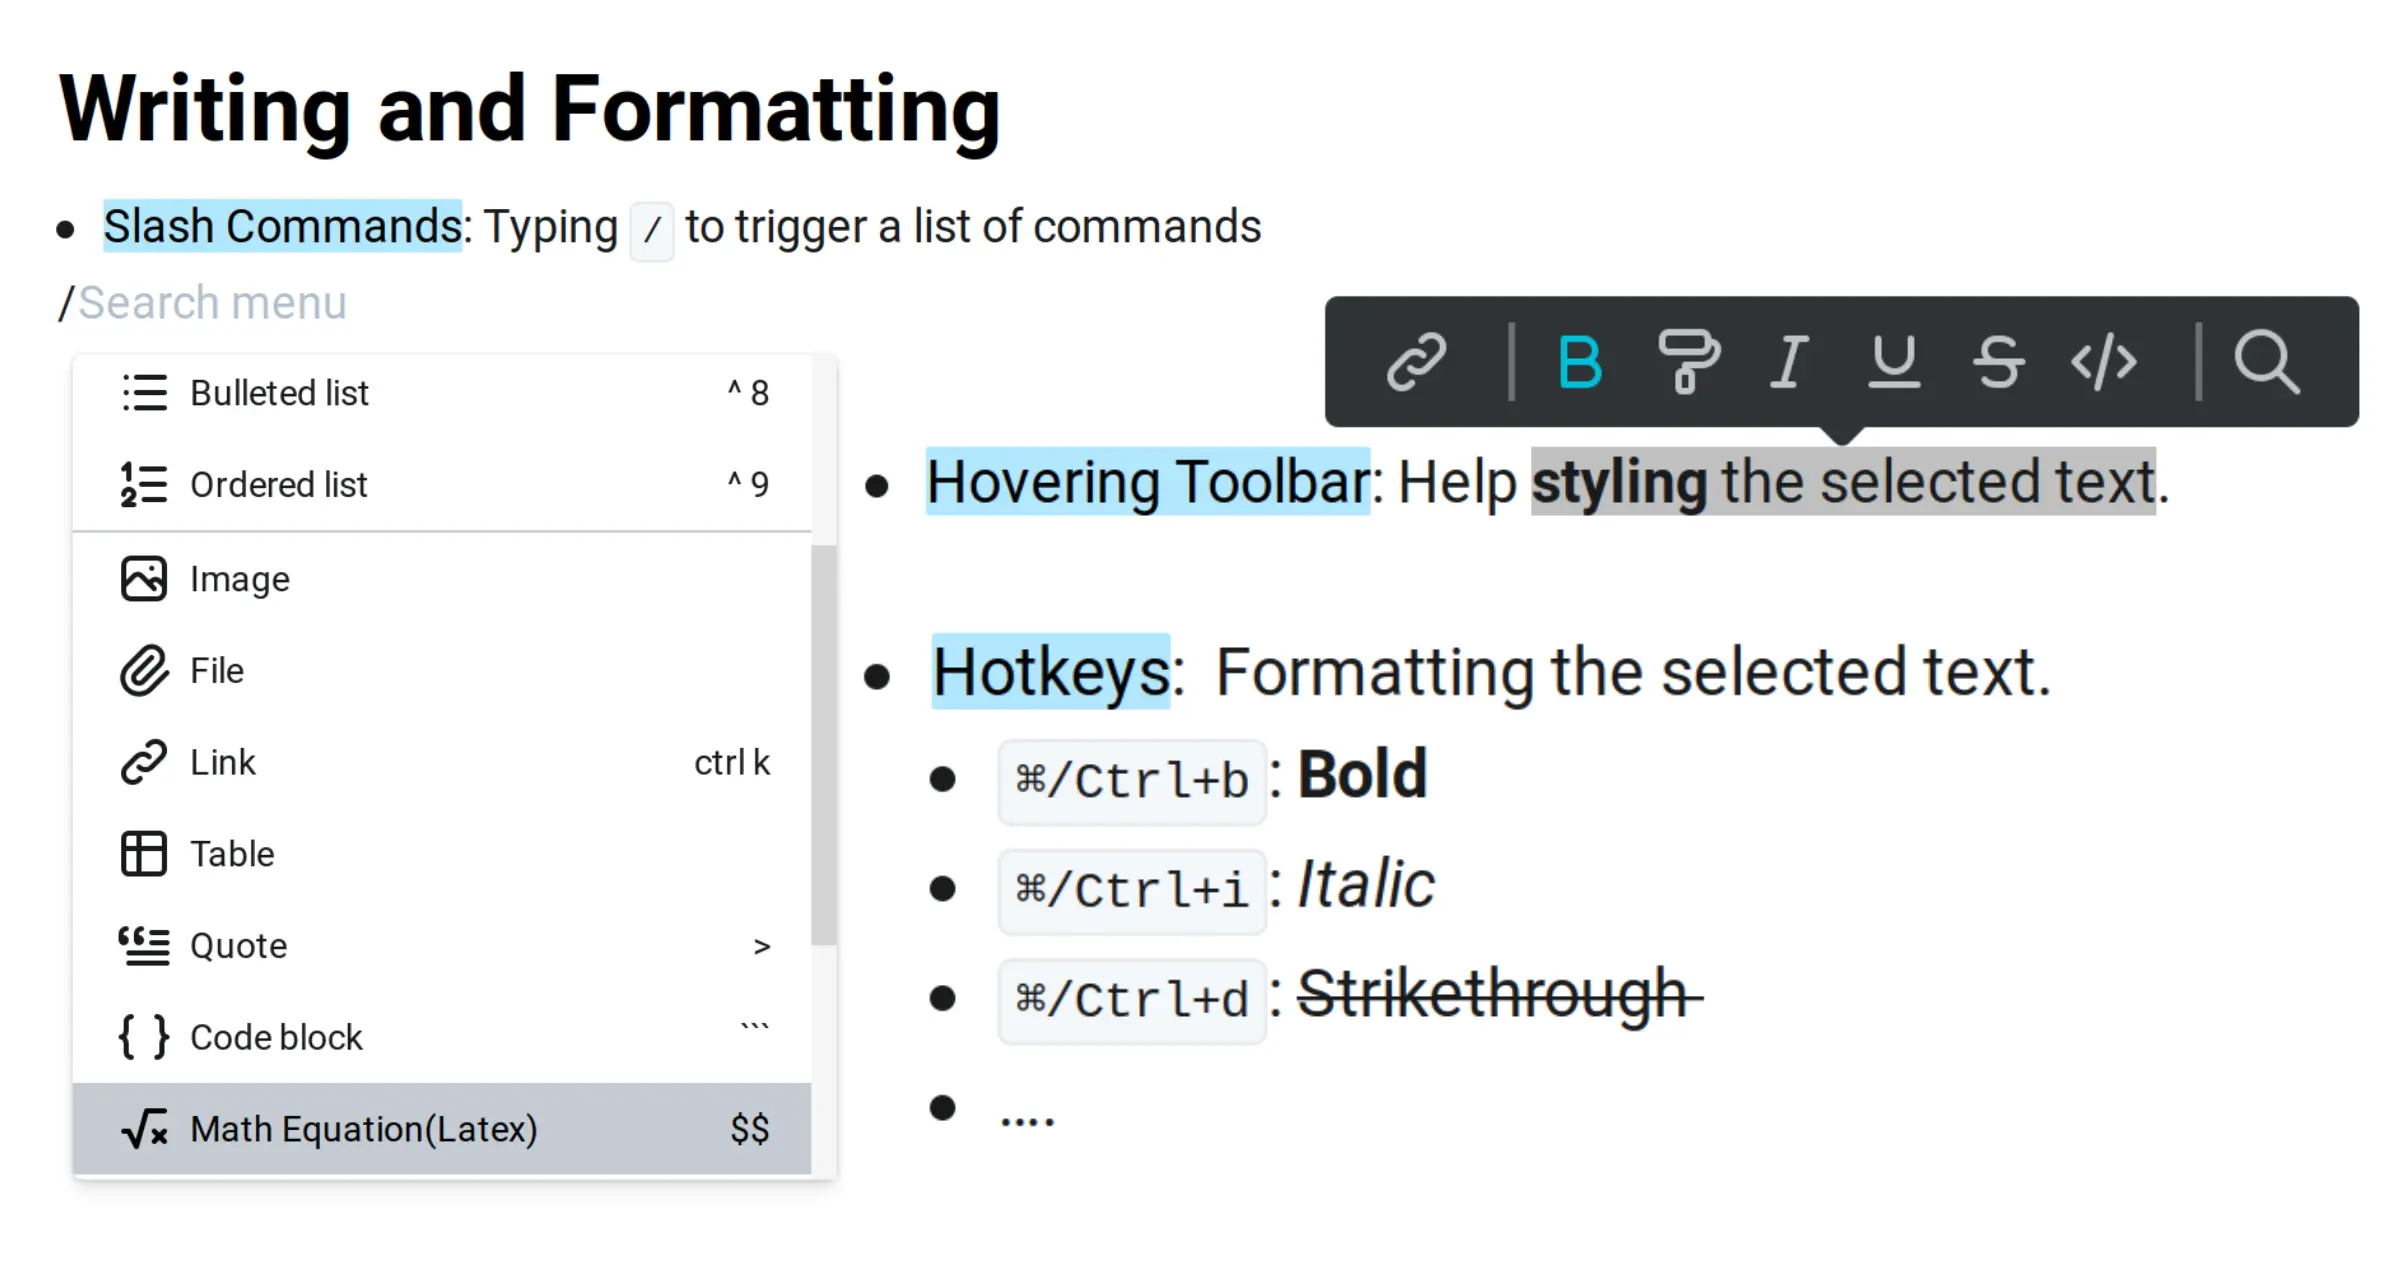 Writing and Formatting
• Slash Commands: Typing / to trigger a list of commands
/Search menu
Bulleted list ^ 8
Ordered list ^ 9
Image
File
Link ctrl k
Table
Quote >
Code block ```
Math Equation(Latex) $$
B I U S </>
• Hovering Toolbar: Help styling the selected text.
• Hotkeys: Formatting the selected text.
• ⌘/Ctrl+b : Bold
• ⌘/Ctrl+i : Italic
• ⌘/Ctrl+d : Strikethrough
• ....